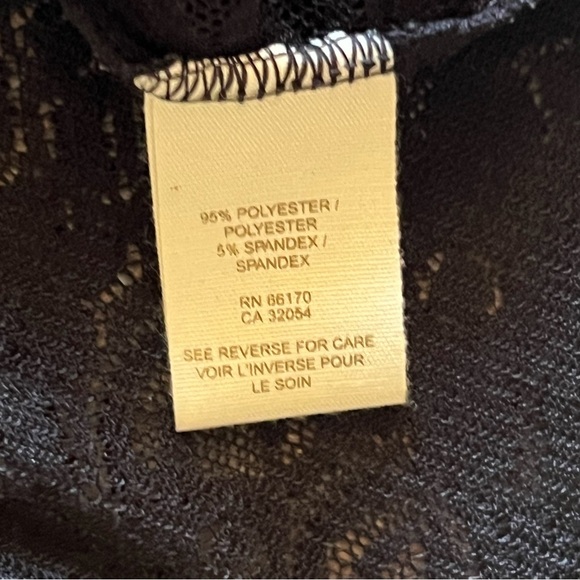 95% POLYESTER /
POLYESTER
5% SPANDEX /
SPANDEX
RN 66170
CA 32054
SEE REVERSE FOR CARE
VOIR L'INVERSE POUR
LE SOIN